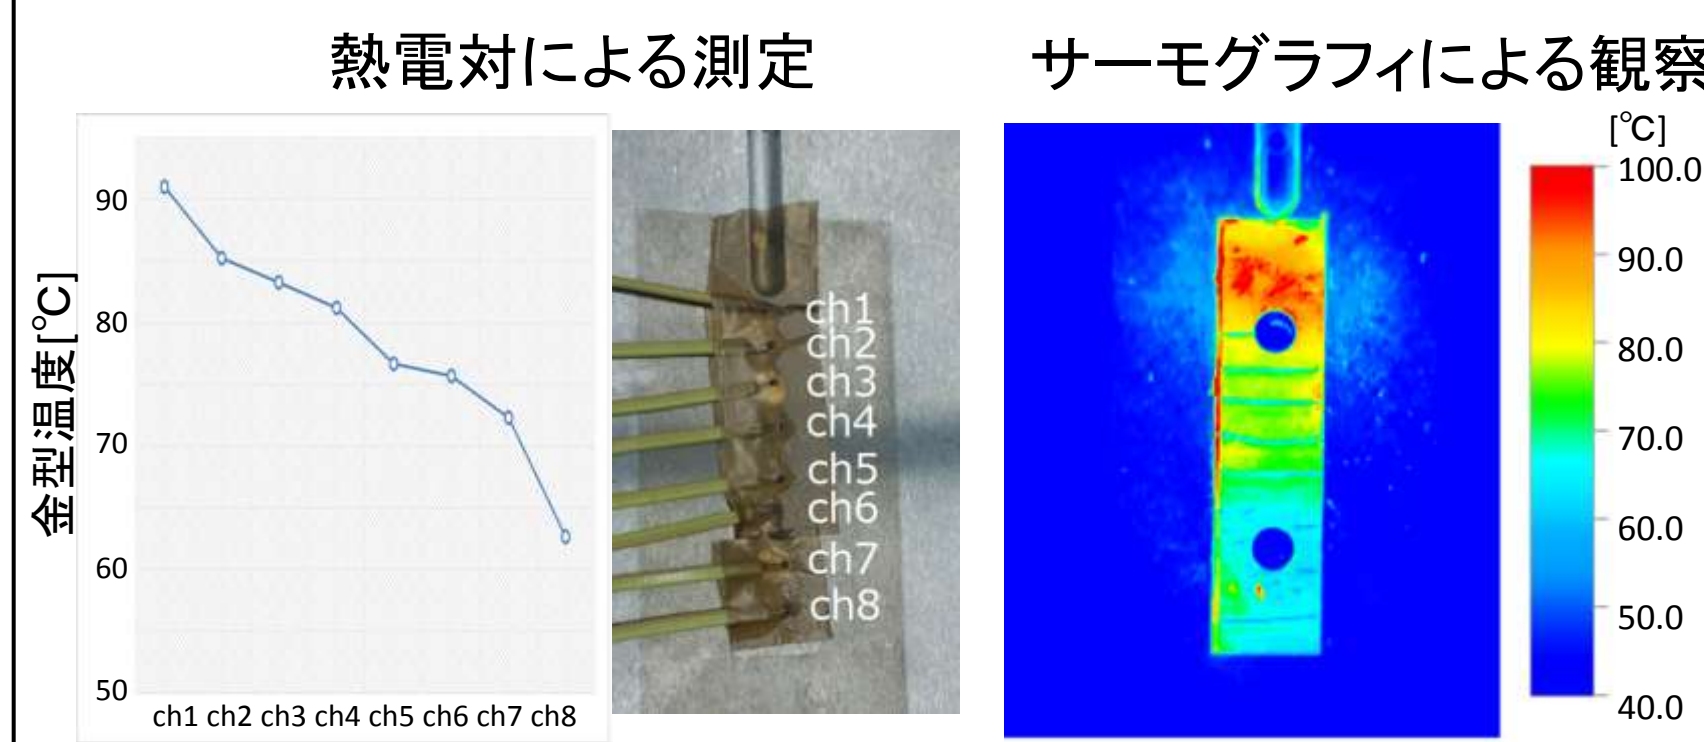 熱電対による測定
サーモグラフィによる観察
金型温度[℃]
90
80
70
60
50
ch1 ch2 ch3 ch4 ch5 ch6 ch7 ch8
ch1
ch2
ch3
ch4
ch5
ch6
ch7
ch8
[℃]
100.0
90.0
80.0
70.0
60.0
50.0
40.0